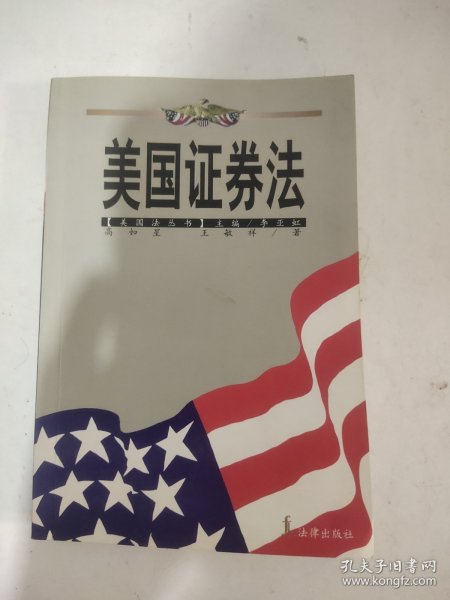 美国证券法
【美国法丛书】主编/李亚虹
高如星 王敏祥/著
法律出版社
孔夫子旧书网
www.kongfz.com